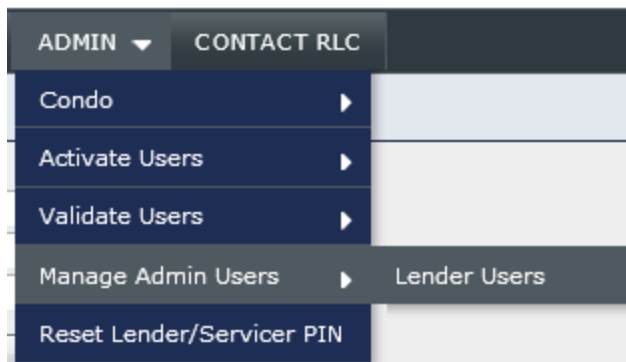 ADMIN CONTACT RLC
Condo
Activate Users
Validate Users
Manage Admin Users Lender Users
Reset Lender/Servicer PIN